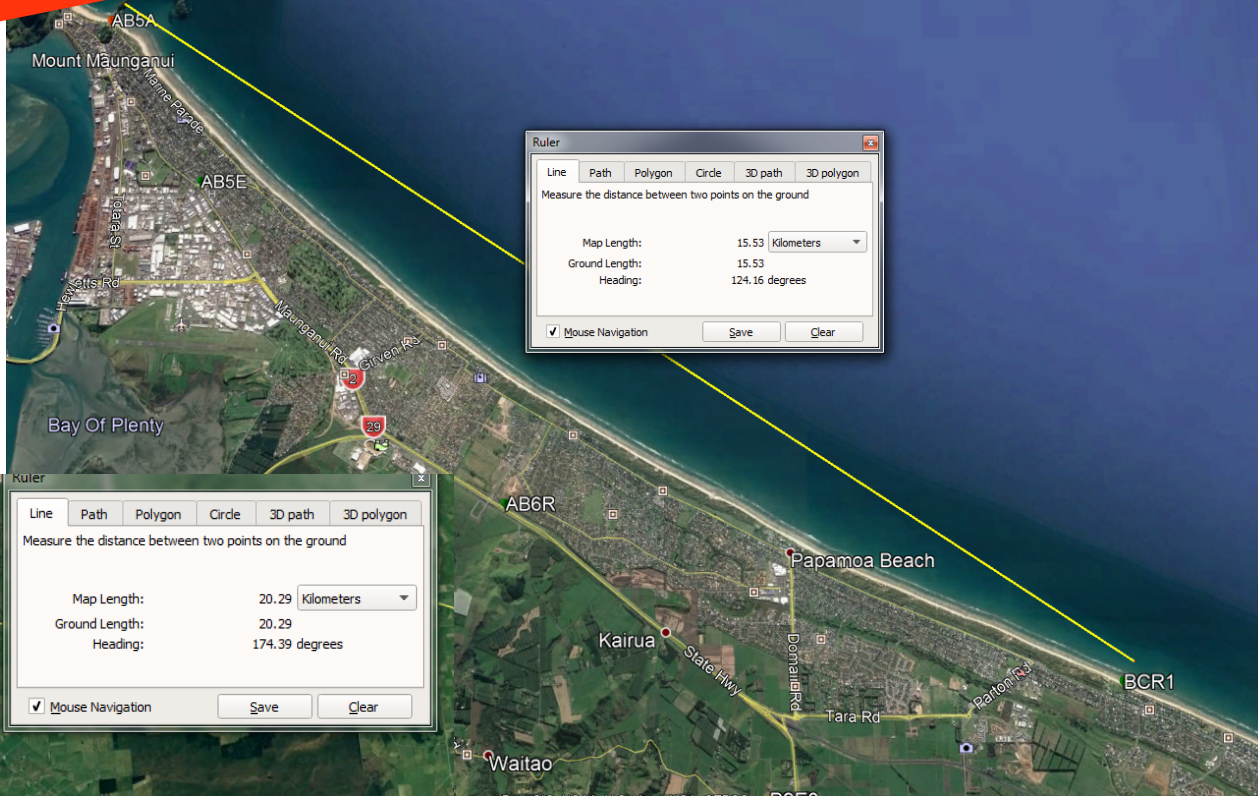 AB5A
Mount Maunganui
Marine Parade
AB5E
Totara St
Hewletts Rd
Maunganui Rd
Girven Rd
2
29
Bay Of Plenty
Ruler
Line Path Polygon Circle 3D path 3D polygon
Measure the distance between two points on the ground
Map Length: 15.53 Kilometers
Ground Length: 15.53
Heading: 124.16 degrees
Mouse Navigation Save Clear
Ruler
Line Path Polygon Circle 3D path 3D polygon
Measure the distance between two points on the ground
Map Length: 20.29 Kilometers
Ground Length: 20.29
Heading: 174.39 degrees
Mouse Navigation Save Clear
AB6R
Papamoa Beach
Kairua
State Hwy
Domain Rd
Parton Rd
BCR1
Tara Rd
Waitao